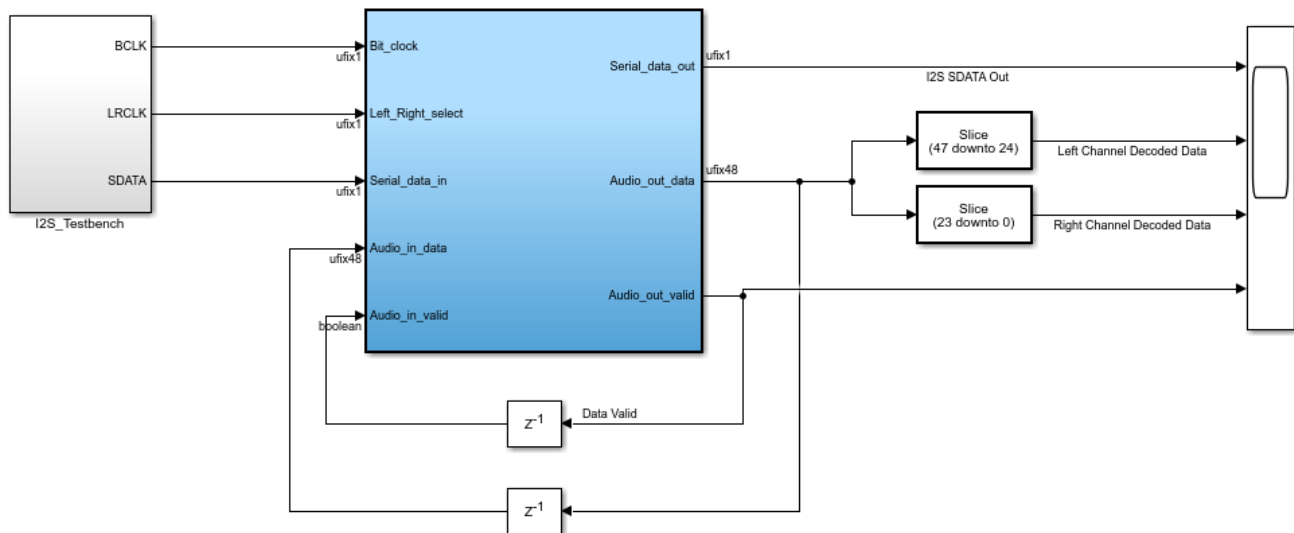 BCLK
LRCLK
SDATA
I2S_Testbench
ufix1
ufix1
ufix1
ufix48
boolean
Bit_clock
Left_Right_select
Serial_data_in
Audio_in_data
Audio_in_valid
Serial_data_out
Audio_out_data
Audio_out_valid
ufix1
ufix48
I2S SDATA Out
Slice
(47 downto 24)
Left Channel Decoded Data
Slice
(23 downto 0)
Right Channel Decoded Data
Data Valid
Z-1
Z-1